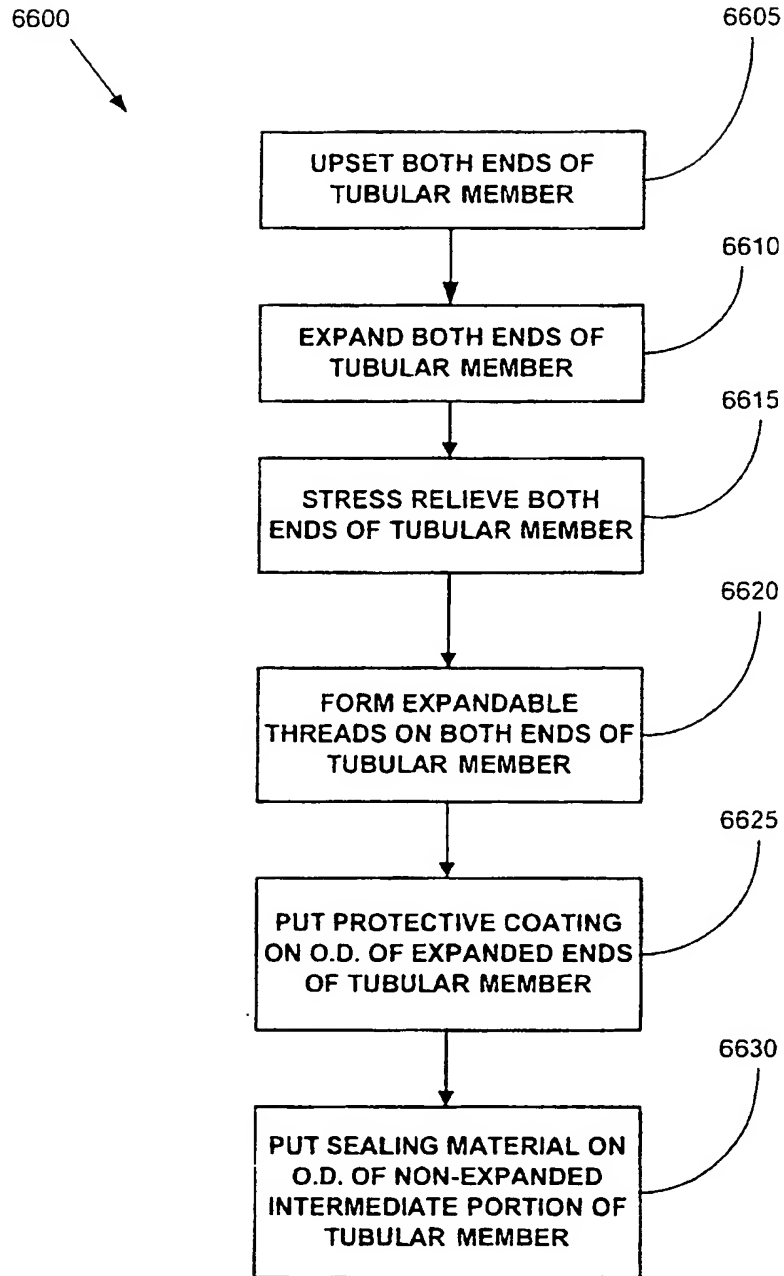 6600
6605
UPSET BOTH ENDS OF
TUBULAR MEMBER
6610
EXPAND BOTH ENDS OF
TUBULAR MEMBER
6615
STRESS RELIEVE BOTH
ENDS OF TUBULAR MEMBER
6620
FORM EXPANDABLE
THREADS ON BOTH ENDS OF
TUBULAR MEMBER
6625
PUT PROTECTIVE COATING
ON O.D. OF EXPANDED ENDS
OF TUBULAR MEMBER
6630
PUT SEALING MATERIAL ON
O.D. OF NON-EXPANDED
INTERMEDIATE PORTION OF
TUBULAR MEMBER